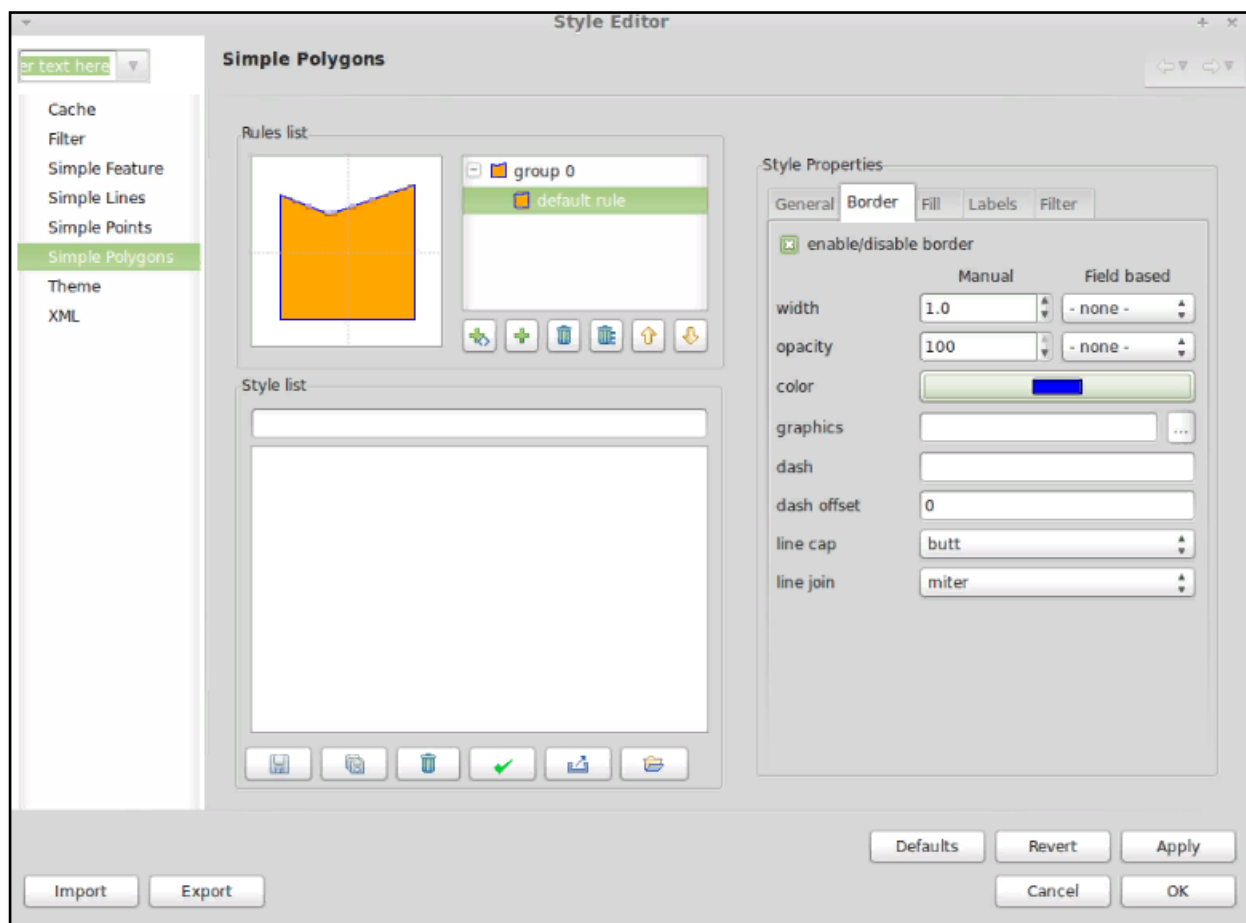 Style Editor
er text here
Simple Polygons
Cache
Filter
Simple Feature
Simple Lines
Simple Points
Simple Polygons
Theme
XML
Rules list
group 0
default rule
Style list
Style Properties
General Border Fill Labels Filter
enable/disable border
Manual Field based
width 1.0 - none -
opacity 100 - none -
color
graphics ...
dash
dash offset 0
line cap butt
line join miter
Defaults Revert Apply
Import Export Cancel OK